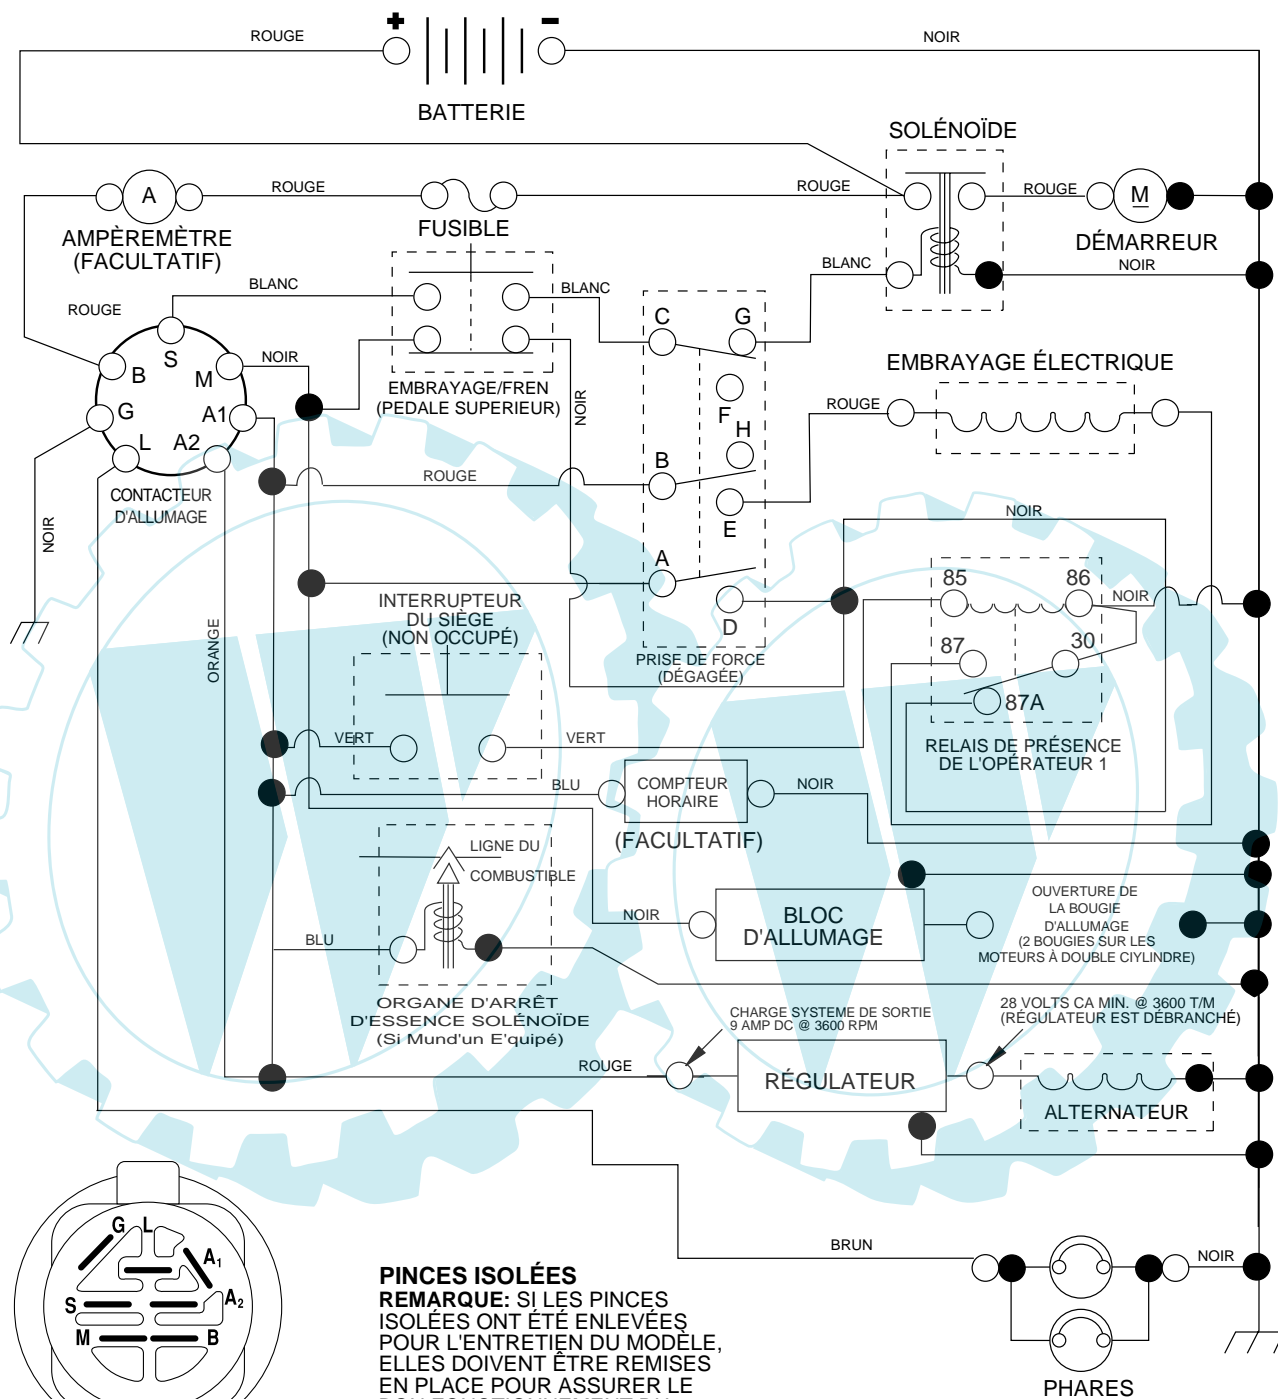 +
-
ROUGE
NOIR
BATTERIE
SOLÉNOÏDE
A
ROUGE
ROUGE
ROUGE
M
AMPÈREMÈTRE
(FACULTATIF)
FUSIBLE
DÉMARREUR
BLANC
BLANC
BLANC
NOIR
ROUGE
S
B
M
NOIR
G
A1
L
A2
CONTACTEUR
D'ALLUMAGE
EMBRAYAGE/FREN
(PEDALE SUPERIEUR)
NOIR
C
G
F
H
B
E
A
D
EMBRAYAGE ÉLECTRIQUE
ROUGE
ROUGE
NOIR
NOIR
ORANGE
INTERRUPTEUR
DU SIÈGE
(NON OCCUPÉ)
PRISE DE FORCE
(DÉGAGÉE)
85
86
NOIR
87
30
87A
RELAIS DE PRÉSENCE
DE L'OPÉRATEUR 1
VERT
VERT
BLU
COMPTEUR
HORAIRE
NOIR
(FACULTATIF)
LIGNE DU
COMBUSTIBLE
BLU
NOIR
BLOC
D'ALLUMAGE
OUVERTURE DE
LA BOUGIE
D'ALLUMAGE
(2 BOUGIES SUR LES
MOTEURS À DOUBLE CIYLINDRE)
ORGANE D'ARRÊT
D'ESSENCE SOLÉNOÏDE
(Si Mund'un E'quipé)
CHARGE SYSTEME DE SORTIE
9 AMP DC @ 3600 RPM
28 VOLTS CA MIN. @ 3600 T/M
(RÉGULATEUR EST DÉBRANCHÉ)
ROUGE
RÉGULATEUR
ALTERNATEUR
BRUN
NOIR
PHARES
G
L
A1
A2
S
M
B
PINCES ISOLÉES
REMARQUE: SI LES PINCES
ISOLÉES ONT ÉTÉ ENLEVÉES
POUR L'ENTRETIEN DU MODÈLE,
ELLES DOIVENT ÊTRE REMISES
EN PLACE POUR ASSURER LE